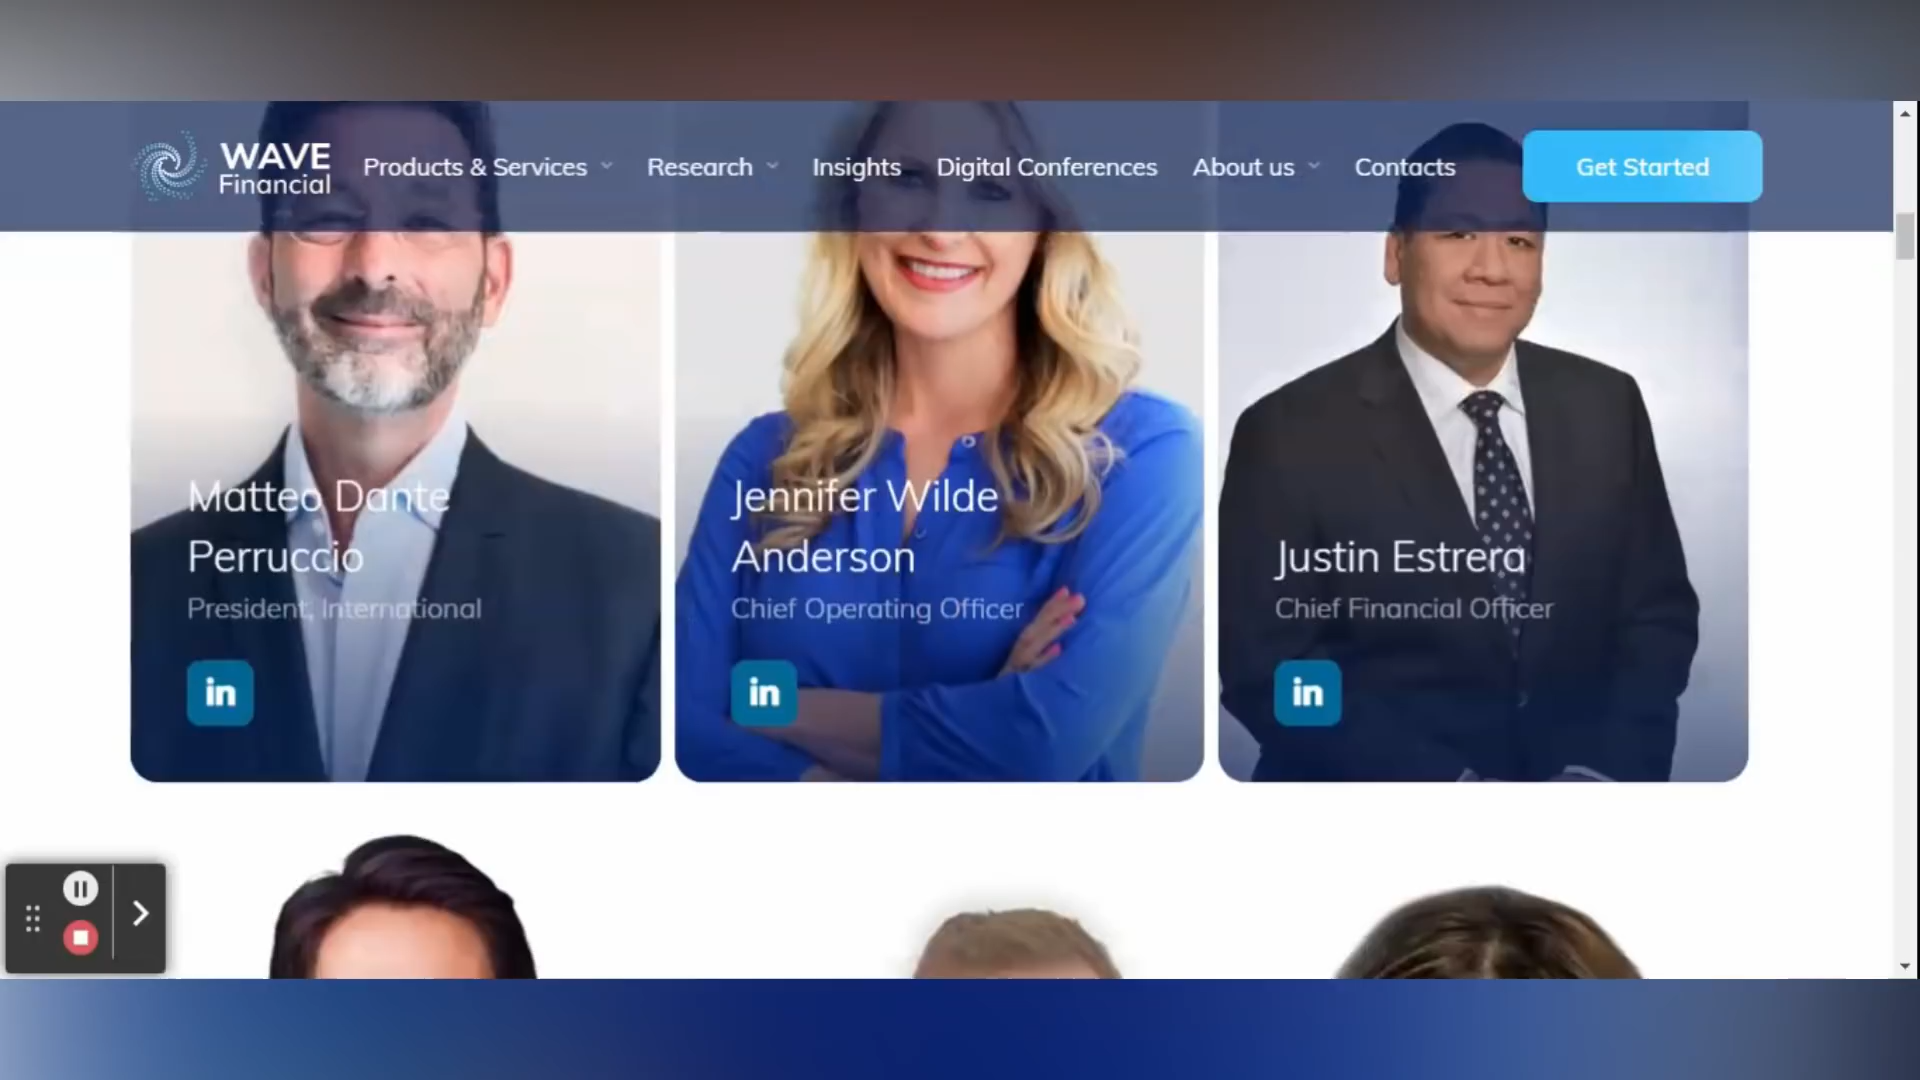 WAVE
Financial
Products & Services
Research
Insights
Digital Conferences
About us
Contacts
Get Started
Matteo Dante
Perruccio
President, International
in
Jennifer Wilde
Anderson
Chief Operating Officer
in
Justin Estrera
Chief Financial Officer
in